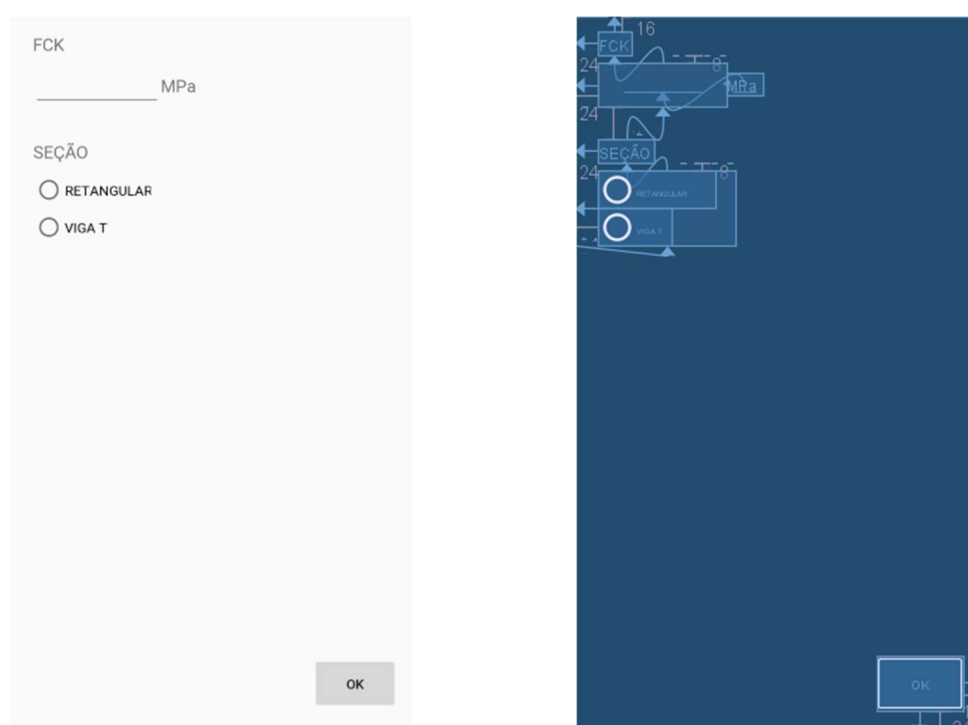 FCK
MPa
SEÇÃO
RETANGULAR
VIGA T
OK
16
FCK
24
8
MPa
24
SEÇÃO
24
8
RETANGULAR
VIGA T
OK